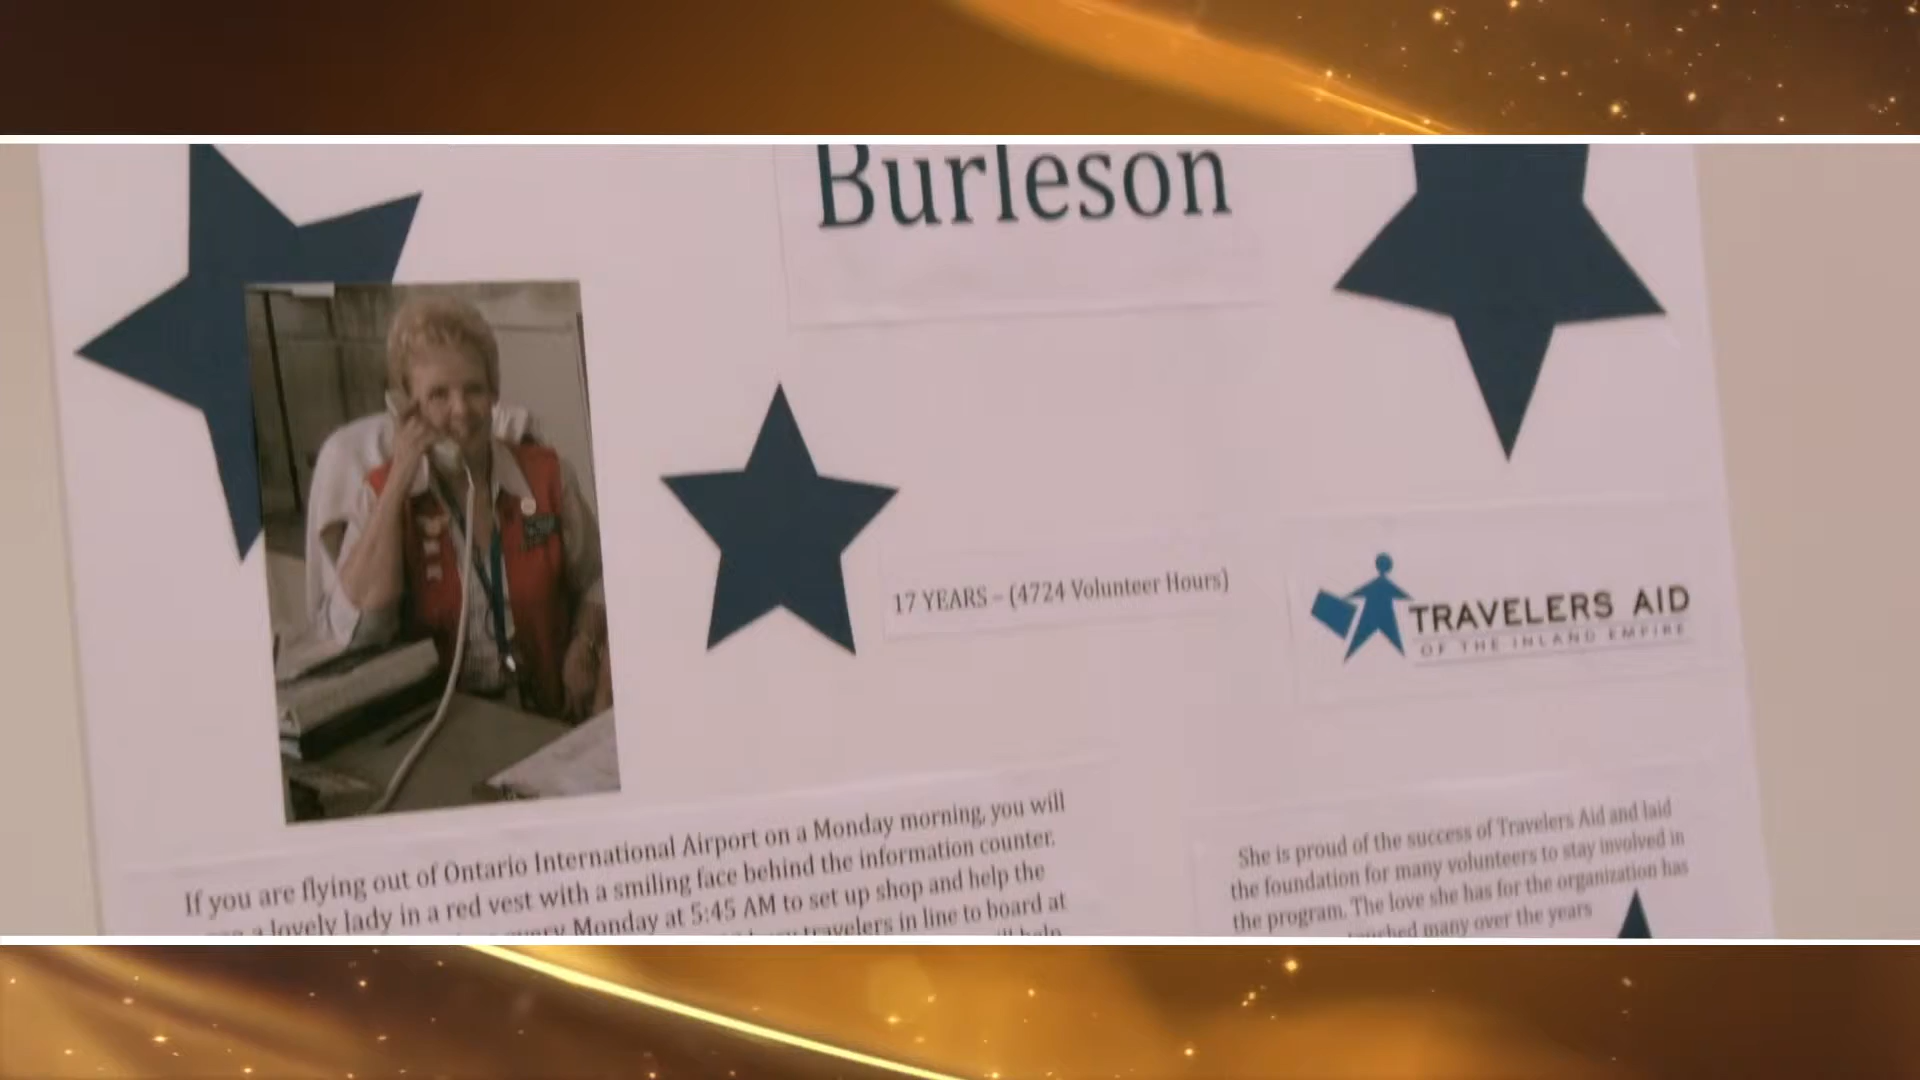 Burleson
17 YEARS – (4724 Volunteer Hours)
TRAVELERS AID
OF THE INLAND EMPIRE
If you are flying out of Ontario International Airport on a Monday morning, you will
a lovely lady in a red vest with a smiling face behind the information counter.
every Monday at 5:45 AM to set up shop and help the
travelers in line to board at
help
She is proud of the success of Travelers Aid and laid
the foundation for many volunteers to stay involved in
the program. The love she has for the organization has
touched many over the years